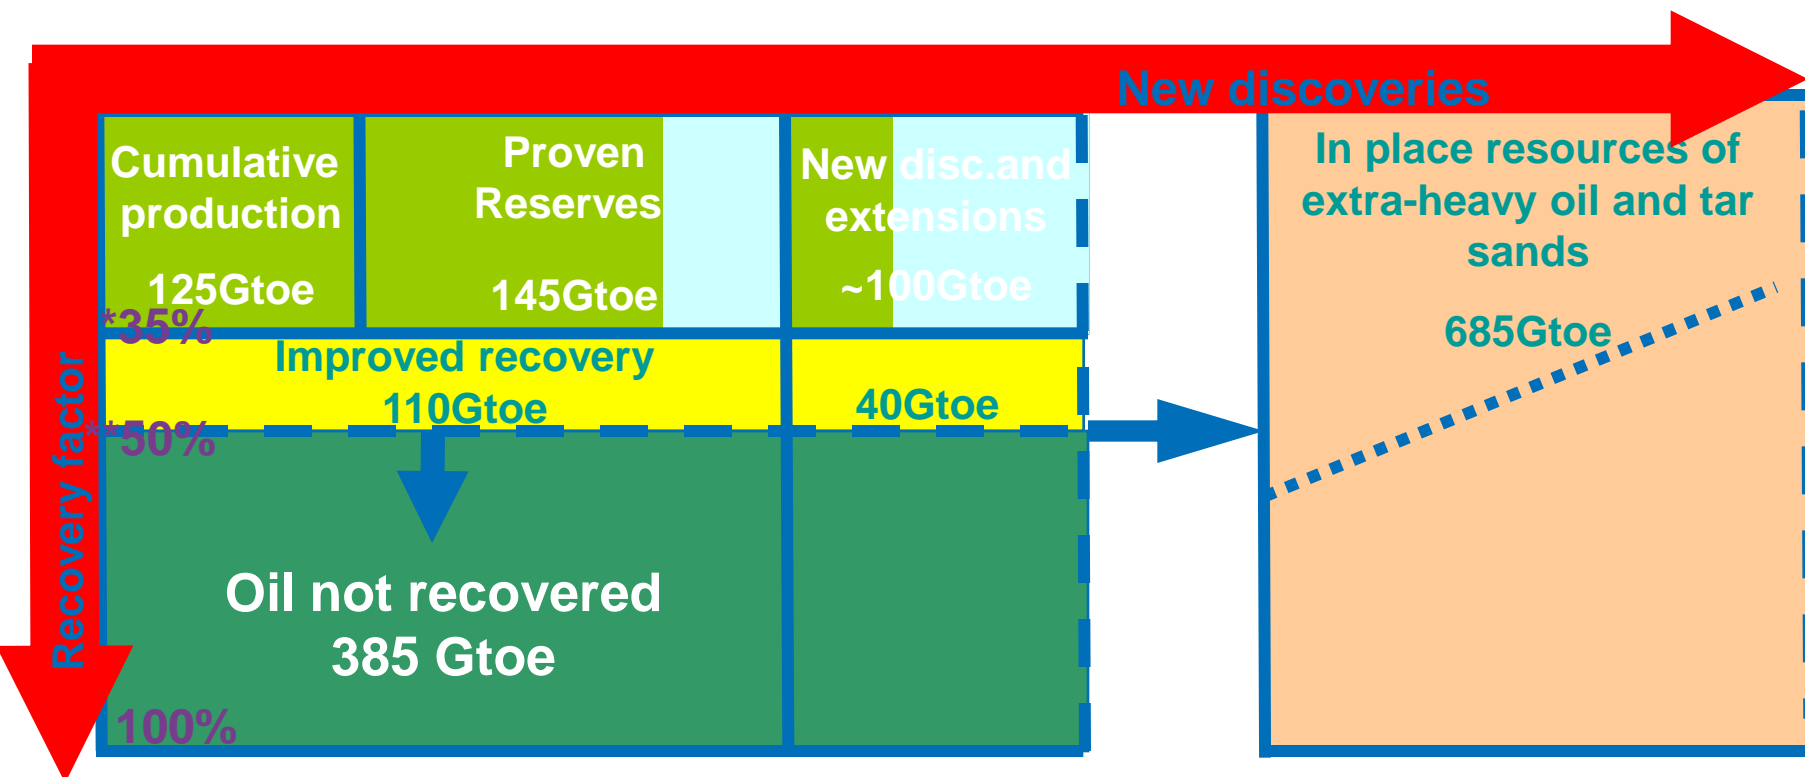 New discoveries
Cumulative
production
125Gtoe
Proven
Reserves
145Gtoe
New disc.and
extensions
~100Gtoe
In place resources of
extra-heavy oil and tar
sands
685Gtoe
*35%
Improved recovery
110Gtoe
40Gtoe
**50%
Recovery factor
Oil not recovered
385 Gtoe
100%